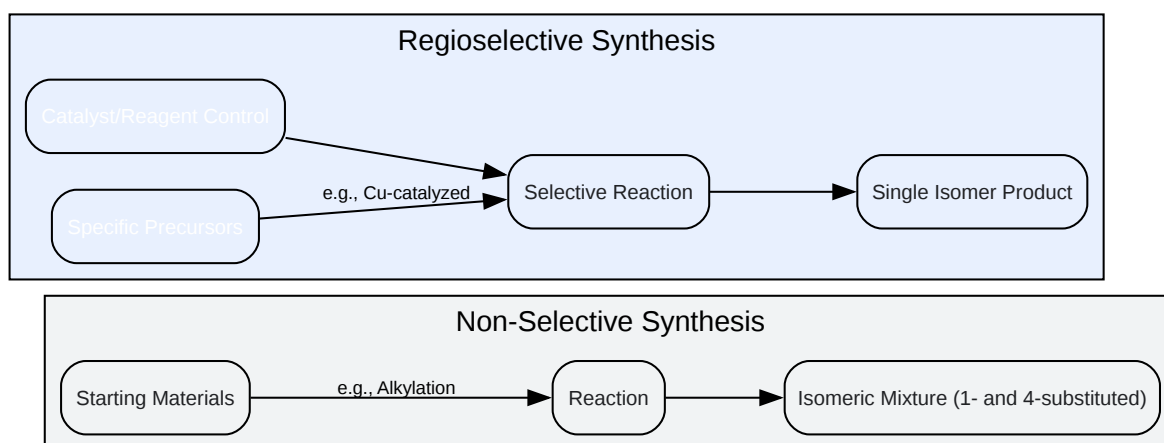 Regioselective Synthesis
Catalyst/Reagent Control
Specific Precursors
e.g., Cu-catalyzed
Selective Reaction
Single Isomer Product
Non-Selective Synthesis
Starting Materials
e.g., Alkylation
Reaction
Isomeric Mixture (1- and 4-substituted)